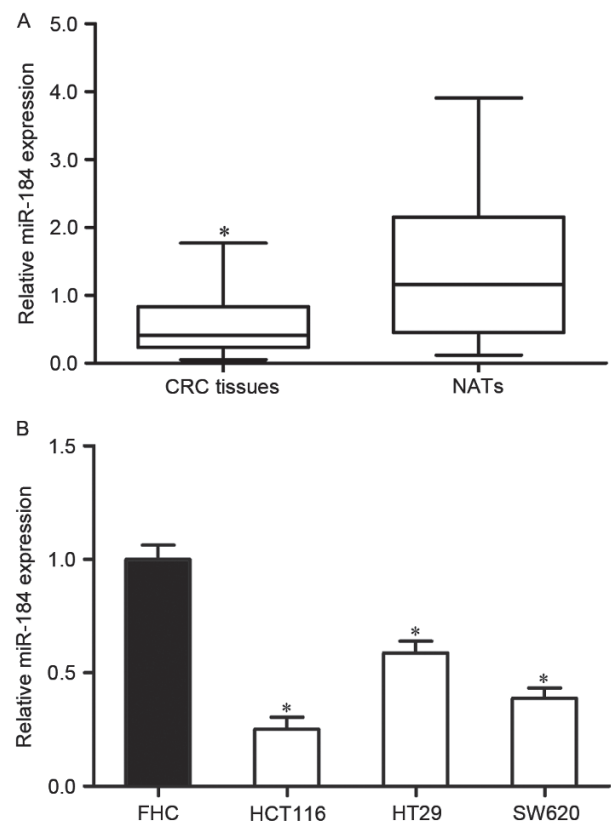 A
Relative miR-184 expression
5.0
4.0
3.0
2.0
1.0
0.0
*
CRC tissues
NATs
B
Relative miR-184 expression
1.5
1.0
0.5
0.0
*
*
*
FHC
HCT116
HT29
SW620